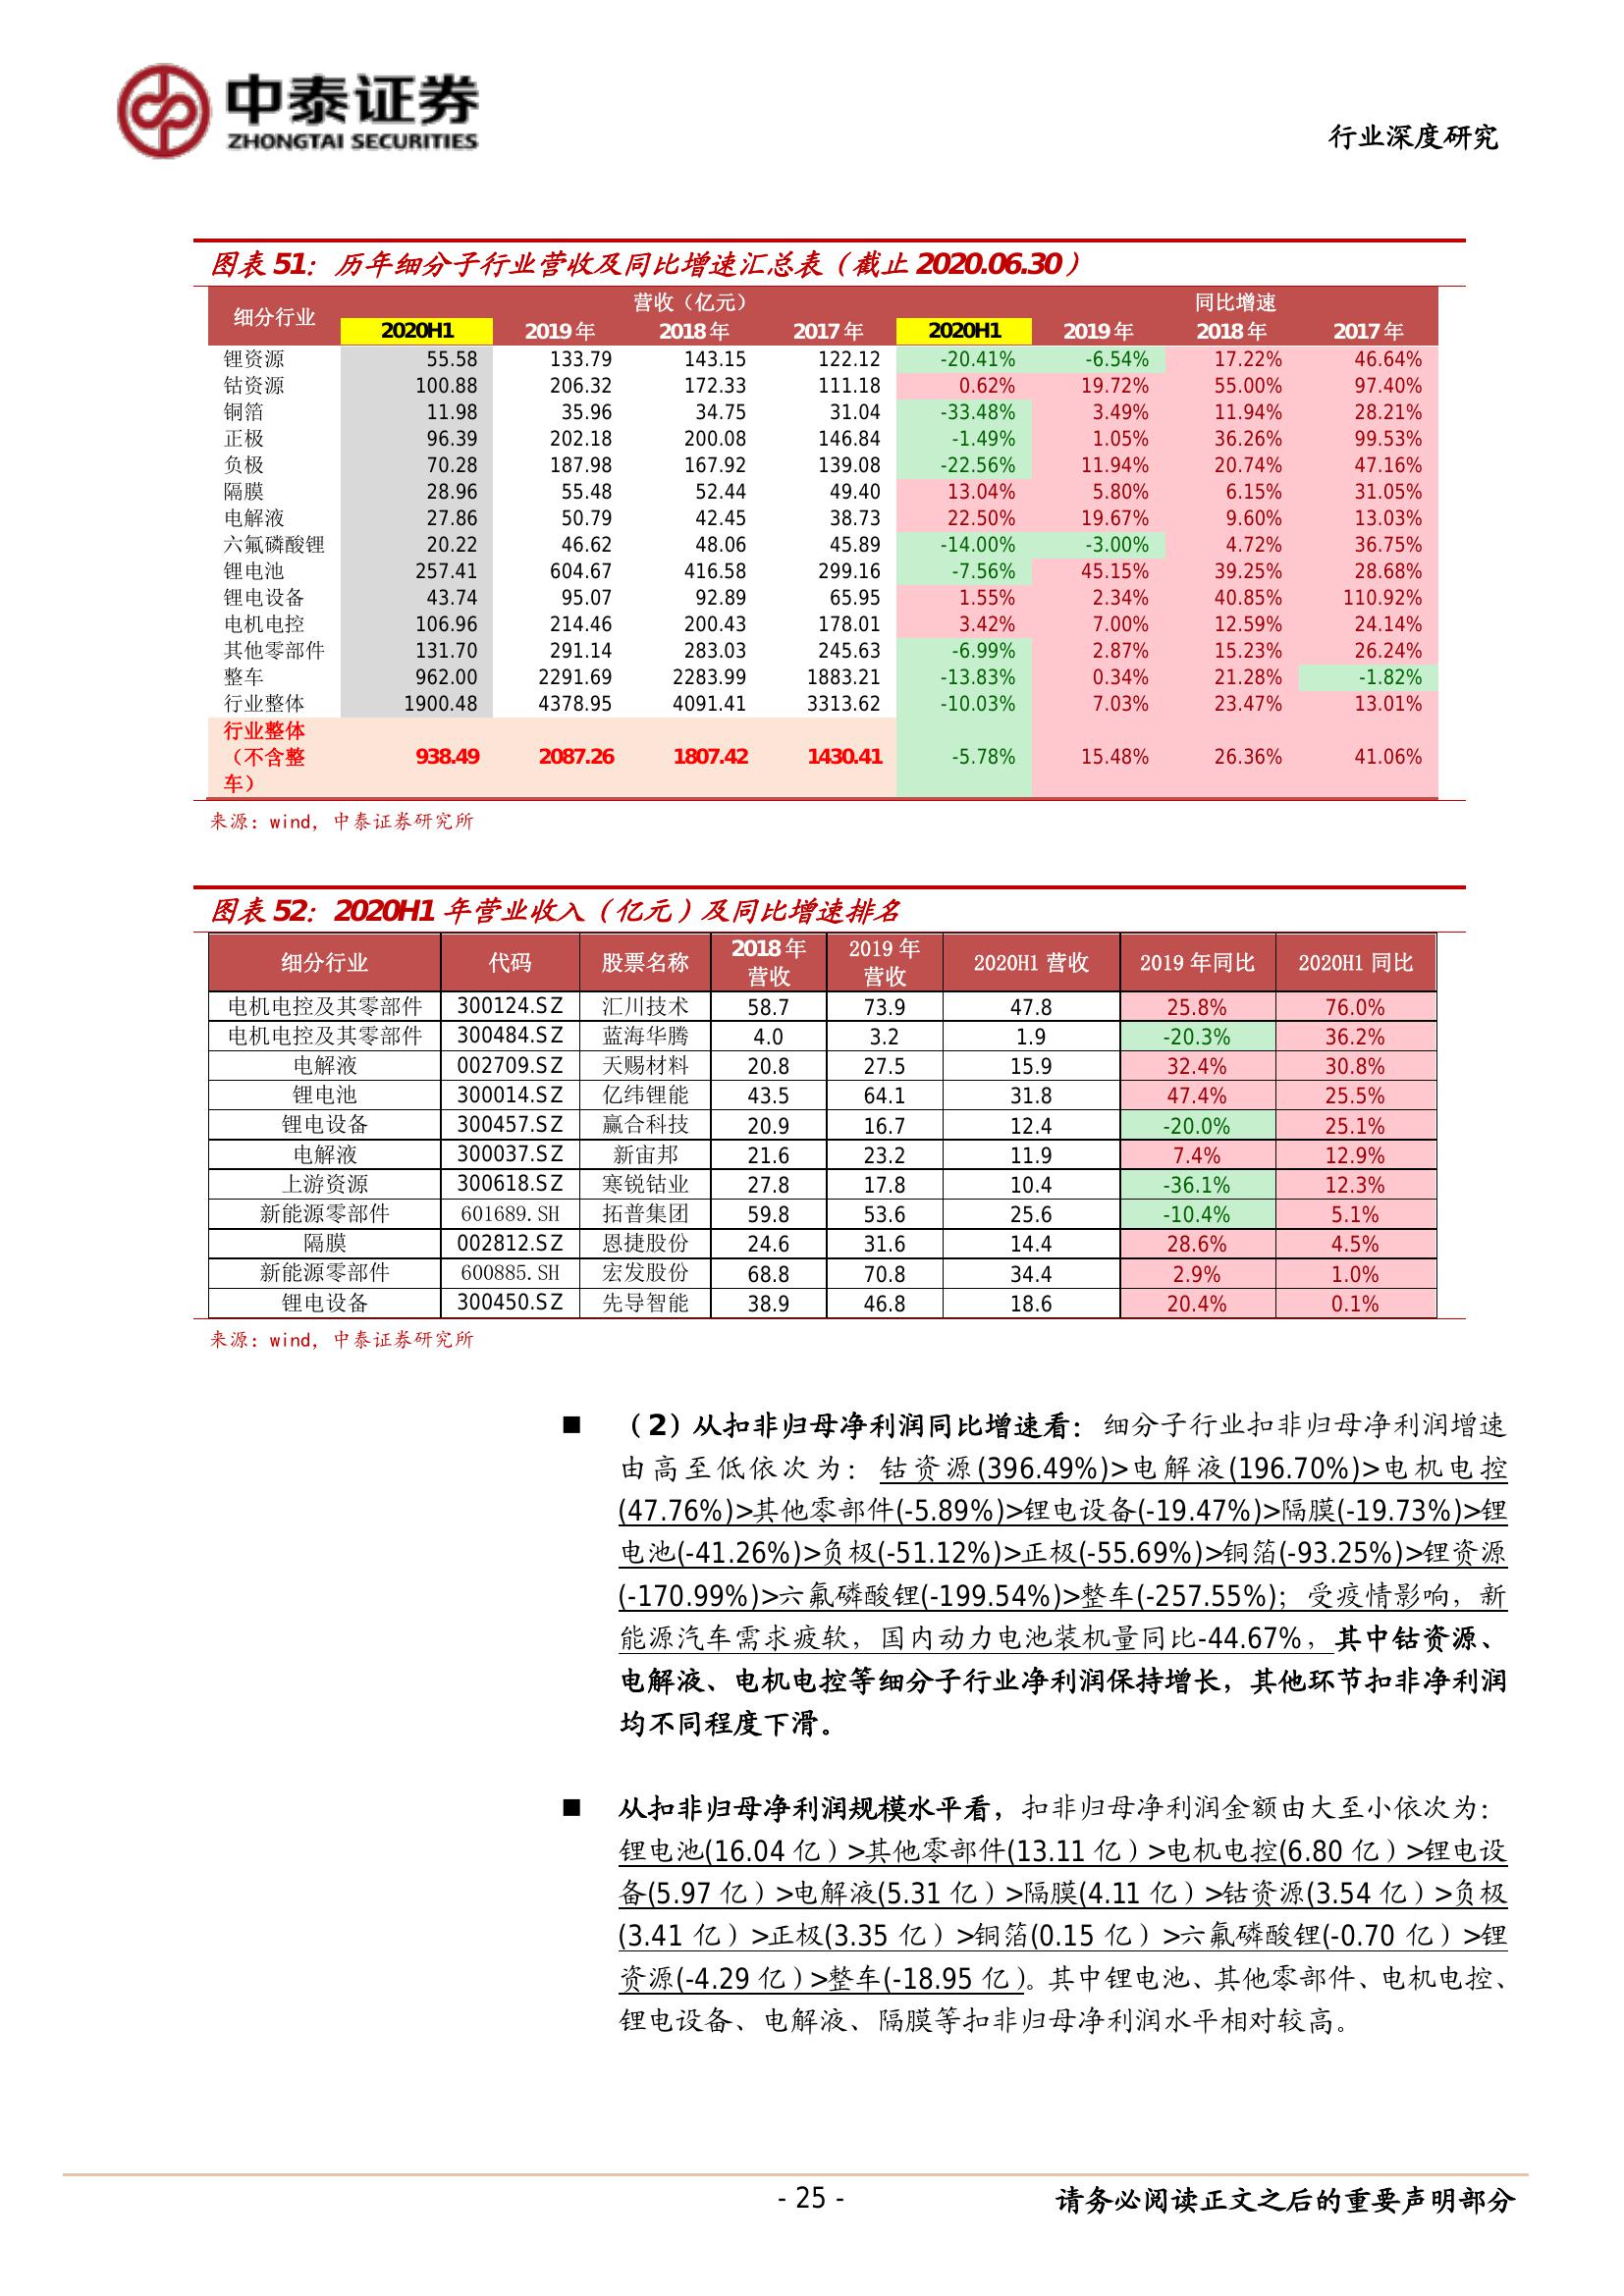 中泰证券
ZHONGTAI SECURITIES
行业深度研究
图表 51：历年细分子行业营收及同比增速汇总表（截止 2020.06.30）
细分行业 营收（亿元） 同比增速
2020H1 2019 年 2018 年 2017 年 2020H1 2019 年 2018 年 2017 年
锂资源 55.58 133.79 143.15 122.12 -20.41% -6.54% 17.22% 46.64%
钴资源 100.88 206.32 172.33 111.18 0.62% 19.72% 55.00% 97.40%
铜箔 11.98 35.96 34.75 31.04 -33.48% 3.49% 11.94% 28.21%
正极 96.39 202.18 200.08 146.84 -1.49% 1.05% 36.26% 99.53%
负极 70.28 187.98 167.92 139.08 -22.56% 11.94% 20.74% 47.16%
隔膜 28.96 55.48 52.44 49.40 13.04% 5.80% 6.15% 31.05%
电解液 27.86 50.79 42.45 38.73 22.50% 19.67% 9.60% 13.03%
六氟磷酸锂 20.22 46.62 48.06 45.89 -14.00% -3.00% 4.72% 36.75%
锂电池 257.41 604.67 416.58 299.16 -7.56% 45.15% 39.25% 28.68%
锂电设备 43.74 95.07 92.89 65.95 1.55% 2.34% 40.85% 110.92%
电机电控 106.96 214.46 200.43 178.01 3.42% 7.00% 12.59% 24.14%
其他零部件 131.70 291.14 283.03 245.63 -6.99% 2.87% 15.23% 26.24%
整车 962.00 2291.69 2283.99 1883.21 -13.83% 0.34% 21.28% -1.82%
行业整体 1900.48 4378.95 4091.41 3313.62 -10.03% 7.03% 23.47% 13.01%
行业整体
（不含整 938.49 2087.26 1807.42 1430.41 -5.78% 15.48% 26.36% 41.06%
车）
来源：wind，中泰证券研究所
图表 52：2020H1 年营业收入（亿元）及同比增速排名
细分行业 代码 股票名称 2018 年 2019 年 2020H1 营收 2019 年同比 2020H1 同比
营收 营收
电机电控及其零部件 300124.SZ 汇川技术 58.7 73.9 47.8 25.8% 76.0%
电机电控及其零部件 300484.SZ 蓝海华腾 4.0 3.2 1.9 -20.3% 36.2%
电解液 002709.SZ 天赐材料 20.8 27.5 15.9 32.4% 30.8%
锂电池 300014.SZ 亿纬锂能 43.5 64.1 31.8 47.4% 25.5%
锂电设备 300457.SZ 赢合科技 20.9 16.7 12.4 -20.0% 25.1%
电解液 300037.SZ 新宙邦 21.6 23.2 11.9 7.4% 12.9%
上游资源 300618.SZ 寒锐钴业 27.8 17.8 10.4 -36.1% 12.3%
新能源零部件 601689.SH 拓普集团 59.8 53.6 25.6 -10.4% 5.1%
隔膜 002812.SZ 恩捷股份 24.6 31.6 14.4 28.6% 4.5%
新能源零部件 600885.SH 宏发股份 68.8 70.8 34.4 2.9% 1.0%
锂电设备 300450.SZ 先导智能 38.9 46.8 18.6 20.4% 0.1%
来源：wind，中泰证券研究所
■ （2）从扣非归母净利润同比增速看：细分子行业扣非归母净利润增速
由高至低依次为：钴资源(396.49%)>电解液(196.70%)>电机电控
(47.76%)>其他零部件(-5.89%)>锂电设备(-19.47%)>隔膜(-19.73%)>锂
电池(-41.26%)>负极(-51.12%)>正极(-55.69%)>铜箔(-93.25%)>锂资源
(-170.99%)>六氟磷酸锂(-199.54%)>整车(-257.55%)；受疫情影响，新
能源汽车需求疲软，国内动力电池装机量同比-44.67%，其中钴资源、
电解液、电机电控等细分子行业净利润保持增长，其他环节扣非净利润
均不同程度下滑。
■ 从扣非归母净利润规模水平看，扣非归母净利润金额由大至小依次为：
锂电池(16.04 亿）>其他零部件(13.11 亿）>电机电控(6.80 亿）>锂电设
备(5.97 亿）>电解液(5.31 亿）>隔膜(4.11 亿）>钴资源(3.54 亿）>负极
(3.41 亿）>正极(3.35 亿）>铜箔(0.15 亿）>六氟磷酸锂(-0.70 亿）>锂
资源(-4.29 亿）>整车(-18.95 亿）。其中锂电池、其他零部件、电机电控、
锂电设备、电解液、隔膜等扣非归母净利润水平相对较高。
- 25 - 请务必阅读正文之后的重要声明部分